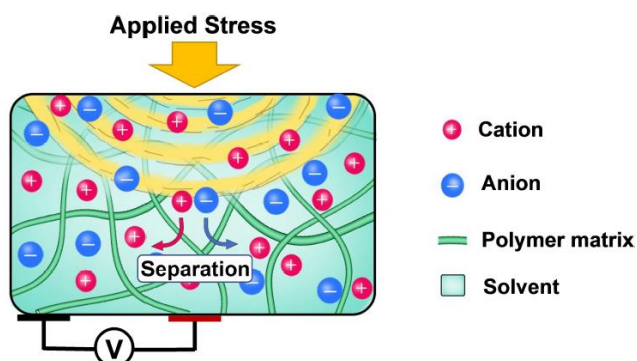 Applied Stress
Separation
V
Cation
Anion
Polymer matrix
Solvent